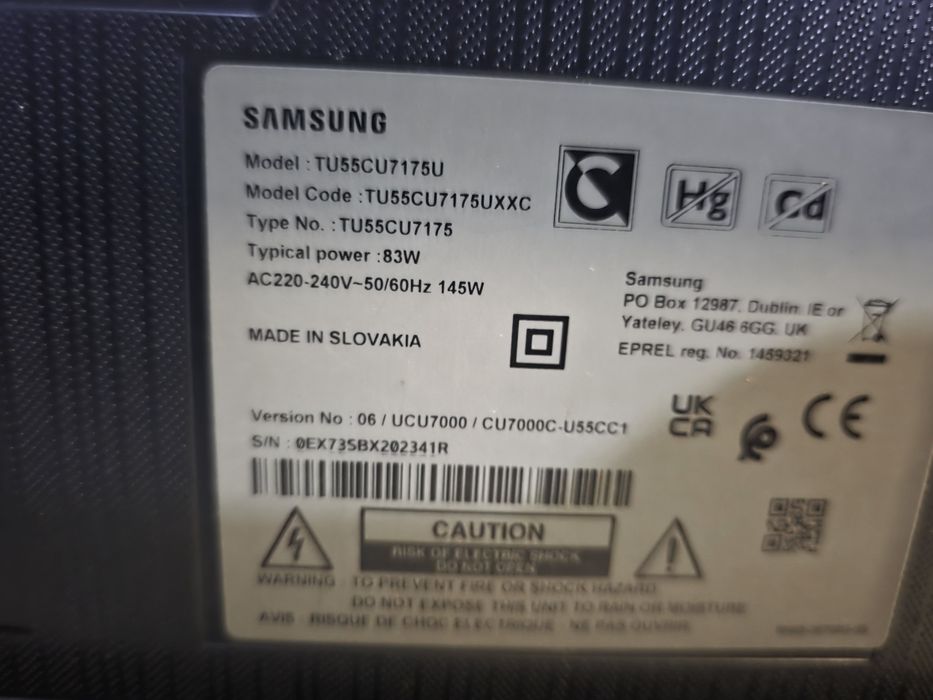 SAMSUNG
Model : TU55CU7175U
Model Code : TU55CU7175UXXC
Type No. : TU55CU7175
Typical power : 83W
AC220-240V~50/60Hz 145W
Hg
Cd
Samsung
PO Box 12987, Dublin. IE or
Yateley, GU46 6GG. UK
EPREL reg. No. 1459321
MADE IN SLOVAKIA
Version No : 06 / UCU7000 / CU7000C-U55CC1
S/N : 0EX73SBX202341R
UK
CA
CE
CAUTION
RISK OF ELECTRIC SHOCK
DO NOT OPEN
WARNING : TO PREVENT FIRE OR SHOCK HAZARD,
DO NOT EXPOSE THIS UNIT TO RAIN OR MOISTURE
AVIS : RISQUE DE CHOC ELECTRIQUE - NE PAS OUVRIR